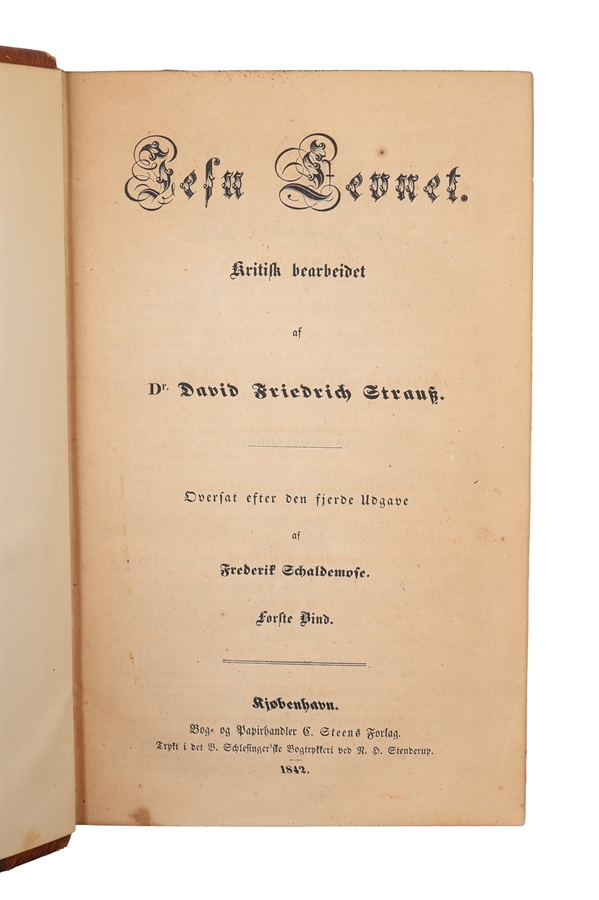 Jesu Levnet.
Kritisk bearbeidet
af
Dr. David Friedrich Strauß.
Oversat efter den fjerde Udgave
af
Frederik Schaldemose.
Første Bind.
Kjøbenhavn.
Bog- og Papirhandler C. Steens Forlag.
Trykt i det B. Schlesinger'ske Bogtrykkeri ved N. H. Stenderup.
1842.